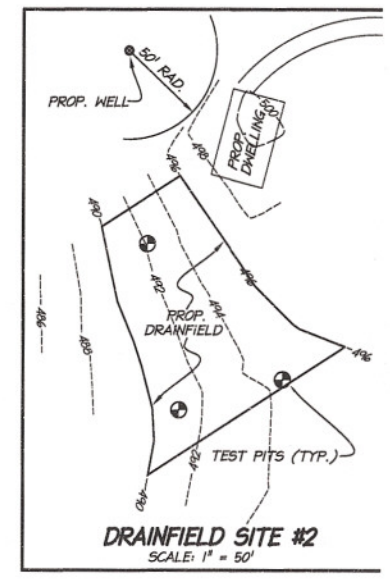 50' RAD.
PROP. WELL
PROP.
DWELLING
496
498
490
492
494
496
486
488
PROP.
DRAINFIELD
496
TEST PITS (TYP.)
492
490
DRAINFIELD SITE #2
SCALE: 1" = 50'